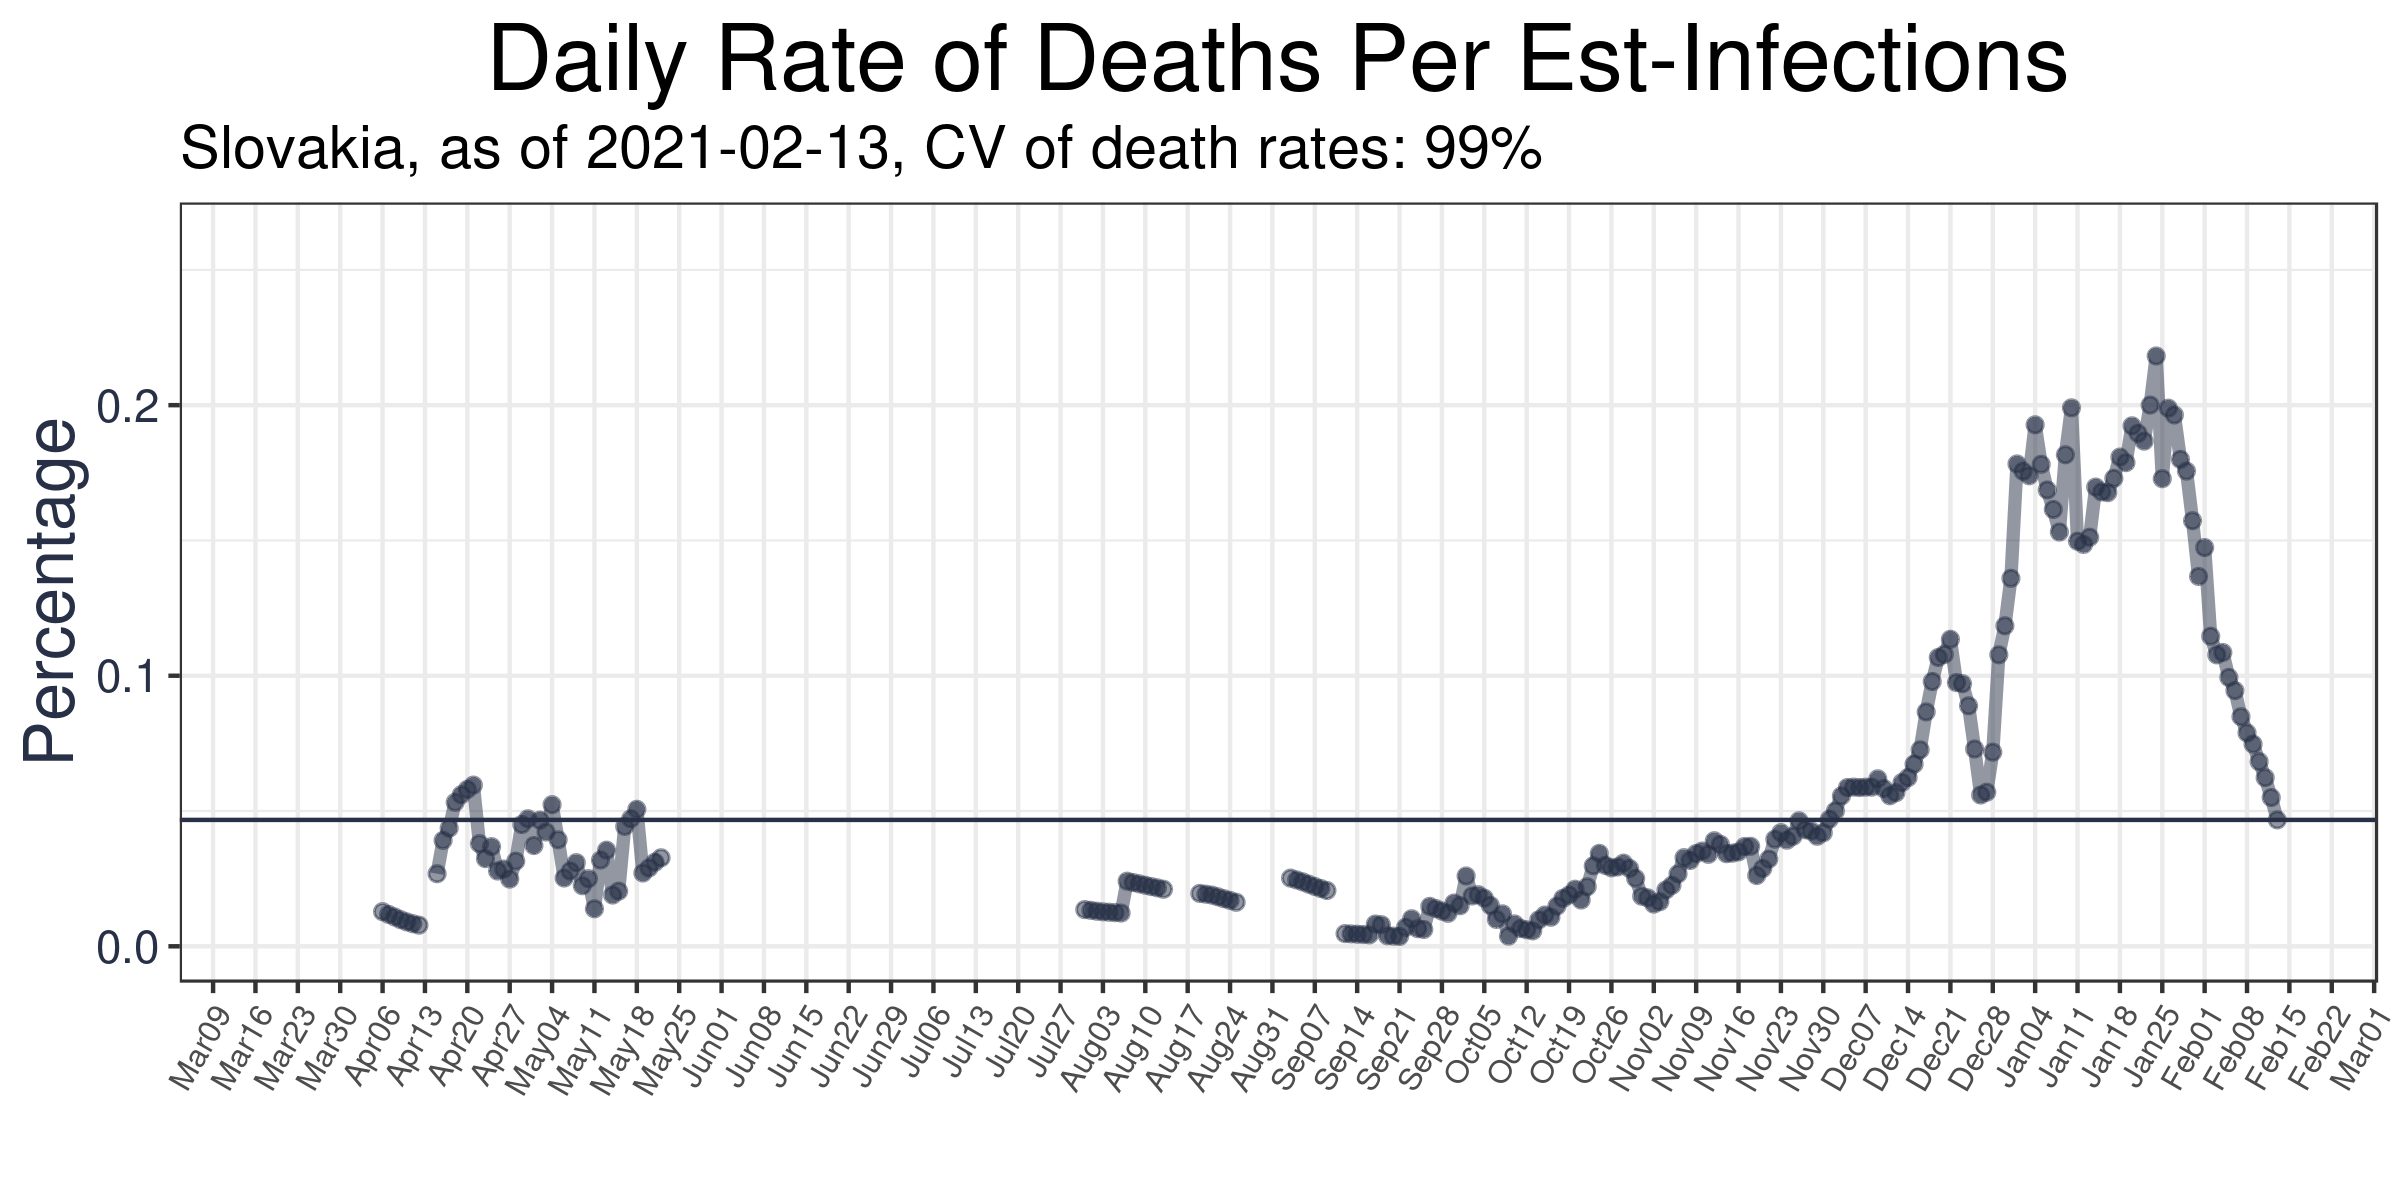 Daily Rate of Deaths Per Est-Infections
Slovakia, as of 2021-02-13, CV of death rates: 99%
Percentage
0.2
0.1
0.0
Mar09
Mar16
Mar23
Mar30
Apr06
Apr13
Apr20
Apr27
May04
May11
May18
May25
Jun01
Jun08
Jun15
Jun22
Jun29
Jul06
Jul13
Jul20
Jul27
Aug03
Aug10
Aug17
Aug24
Aug31
Sep07
Sep14
Sep21
Sep28
Oct05
Oct12
Oct19
Oct26
Nov02
Nov09
Nov16
Nov23
Nov30
Dec07
Dec14
Dec21
Dec28
Jan04
Jan11
Jan18
Jan25
Feb01
Feb08
Feb15
Feb22
Mar01